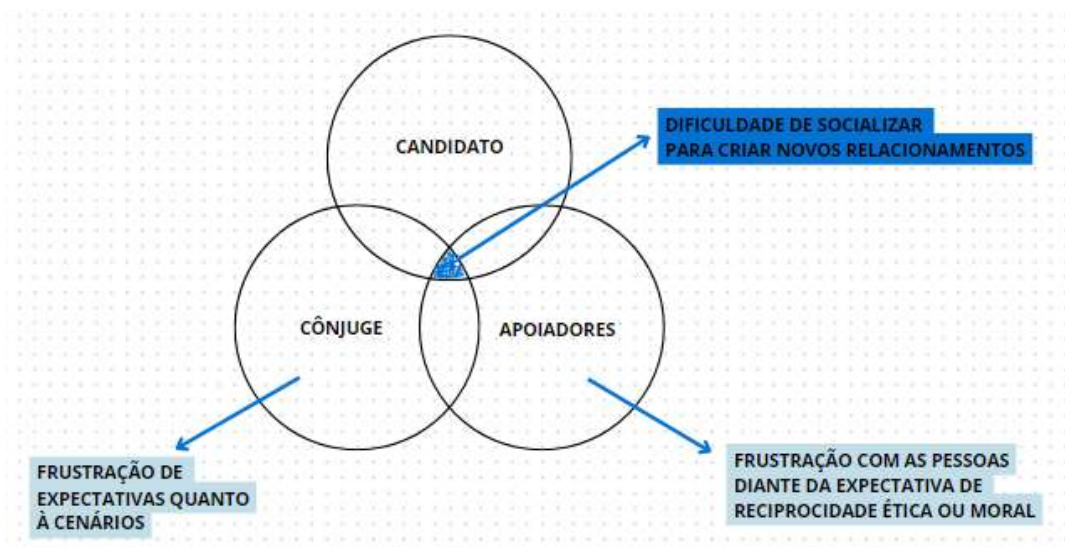 CANDIDATO
DIFICULDADE DE SOCIALIZAR
PARA CRIAR NOVOS RELACIONAMENTOS
CÔNJUGE
APOIADORES
FRUSTRAÇÃO DE
EXPECTATIVAS QUANTO
À CENÁRIOS
FRUSTRAÇÃO COM AS PESSOAS
DIANTE DA EXPECTATIVA DE
RECIPROCIDADE ÉTICA OU MORAL